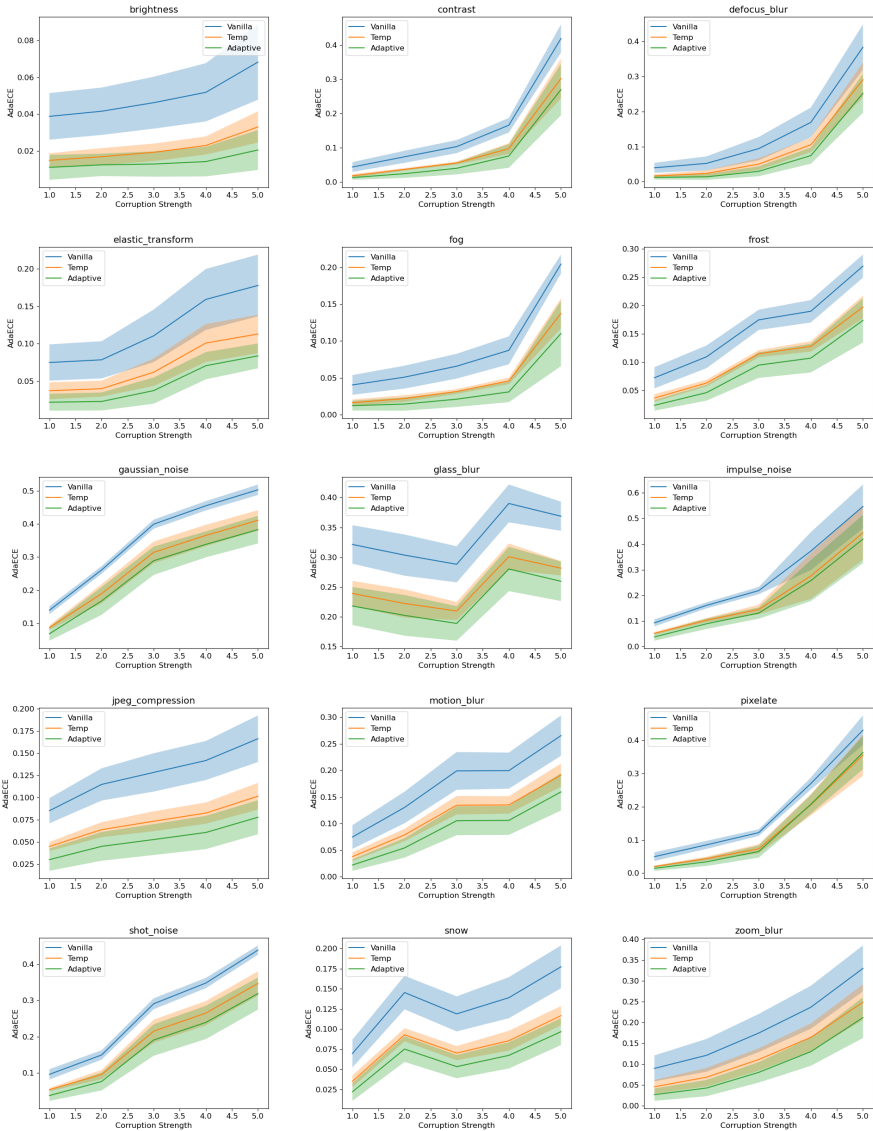 brightness
AdaECE
0.08
0.06
0.04
0.02
Vanilla
Temp
Adaptive
1.0 1.5 2.0 2.5 3.0 3.5 4.0 4.5 5.0
Corruption Strength
contrast
AdaECE
0.4
0.3
0.2
0.1
0.0
Vanilla
Temp
Adaptive
1.0 1.5 2.0 2.5 3.0 3.5 4.0 4.5 5.0
Corruption Strength
defocus_blur
AdaECE
0.4
0.3
0.2
0.1
0.0
Vanilla
Temp
Adaptive
1.0 1.5 2.0 2.5 3.0 3.5 4.0 4.5 5.0
Corruption Strength
elastic_transform
AdaECE
0.20
0.15
0.10
0.05
Vanilla
Temp
Adaptive
1.0 1.5 2.0 2.5 3.0 3.5 4.0 4.5 5.0
Corruption Strength
fog
AdaECE
0.20
0.15
0.10
0.05
0.00
Vanilla
Temp
Adaptive
1.0 1.5 2.0 2.5 3.0 3.5 4.0 4.5 5.0
Corruption Strength
frost
AdaECE
0.30
0.25
0.20
0.15
0.10
0.05
Vanilla
Temp
Adaptive
1.0 1.5 2.0 2.5 3.0 3.5 4.0 4.5 5.0
Corruption Strength
gaussian_noise
AdaECE
0.5
0.4
0.3
0.2
0.1
Vanilla
Temp
Adaptive
1.0 1.5 2.0 2.5 3.0 3.5 4.0 4.5 5.0
Corruption Strength
glass_blur
AdaECE
0.40
0.35
0.30
0.25
0.20
0.15
Vanilla
Temp
Adaptive
1.0 1.5 2.0 2.5 3.0 3.5 4.0 4.5 5.0
Corruption Strength
impulse_noise
AdaECE
0.6
0.5
0.4
0.3
0.2
0.1
0.0
Vanilla
Temp
Adaptive
1.0 1.5 2.0 2.5 3.0 3.5 4.0 4.5 5.0
Corruption Strength
jpeg_compression
AdaECE
0.200
0.175
0.150
0.125
0.100
0.075
0.050
0.025
Vanilla
Temp
Adaptive
1.0 1.5 2.0 2.5 3.0 3.5 4.0 4.5 5.0
Corruption Strength
motion_blur
AdaECE
0.30
0.25
0.20
0.15
0.10
0.05
0.00
Vanilla
Temp
Adaptive
1.0 1.5 2.0 2.5 3.0 3.5 4.0 4.5 5.0
Corruption Strength
pixelate
AdaECE
0.4
0.3
0.2
0.1
0.0
Vanilla
Temp
Adaptive
1.0 1.5 2.0 2.5 3.0 3.5 4.0 4.5 5.0
Corruption Strength
shot_noise
AdaECE
0.4
0.3
0.2
0.1
Vanilla
Temp
Adaptive
1.0 1.5 2.0 2.5 3.0 3.5 4.0 4.5 5.0
Corruption Strength
snow
AdaECE
0.200
0.175
0.150
0.125
0.100
0.075
0.050
0.025
Vanilla
Temp
Adaptive
1.0 1.5 2.0 2.5 3.0 3.5 4.0 4.5 5.0
Corruption Strength
zoom_blur
AdaECE
0.40
0.35
0.30
0.25
0.20
0.15
0.10
0.05
0.00
Vanilla
Temp
Adaptive
1.0 1.5 2.0 2.5 3.0 3.5 4.0 4.5 5.0
Corruption Strength